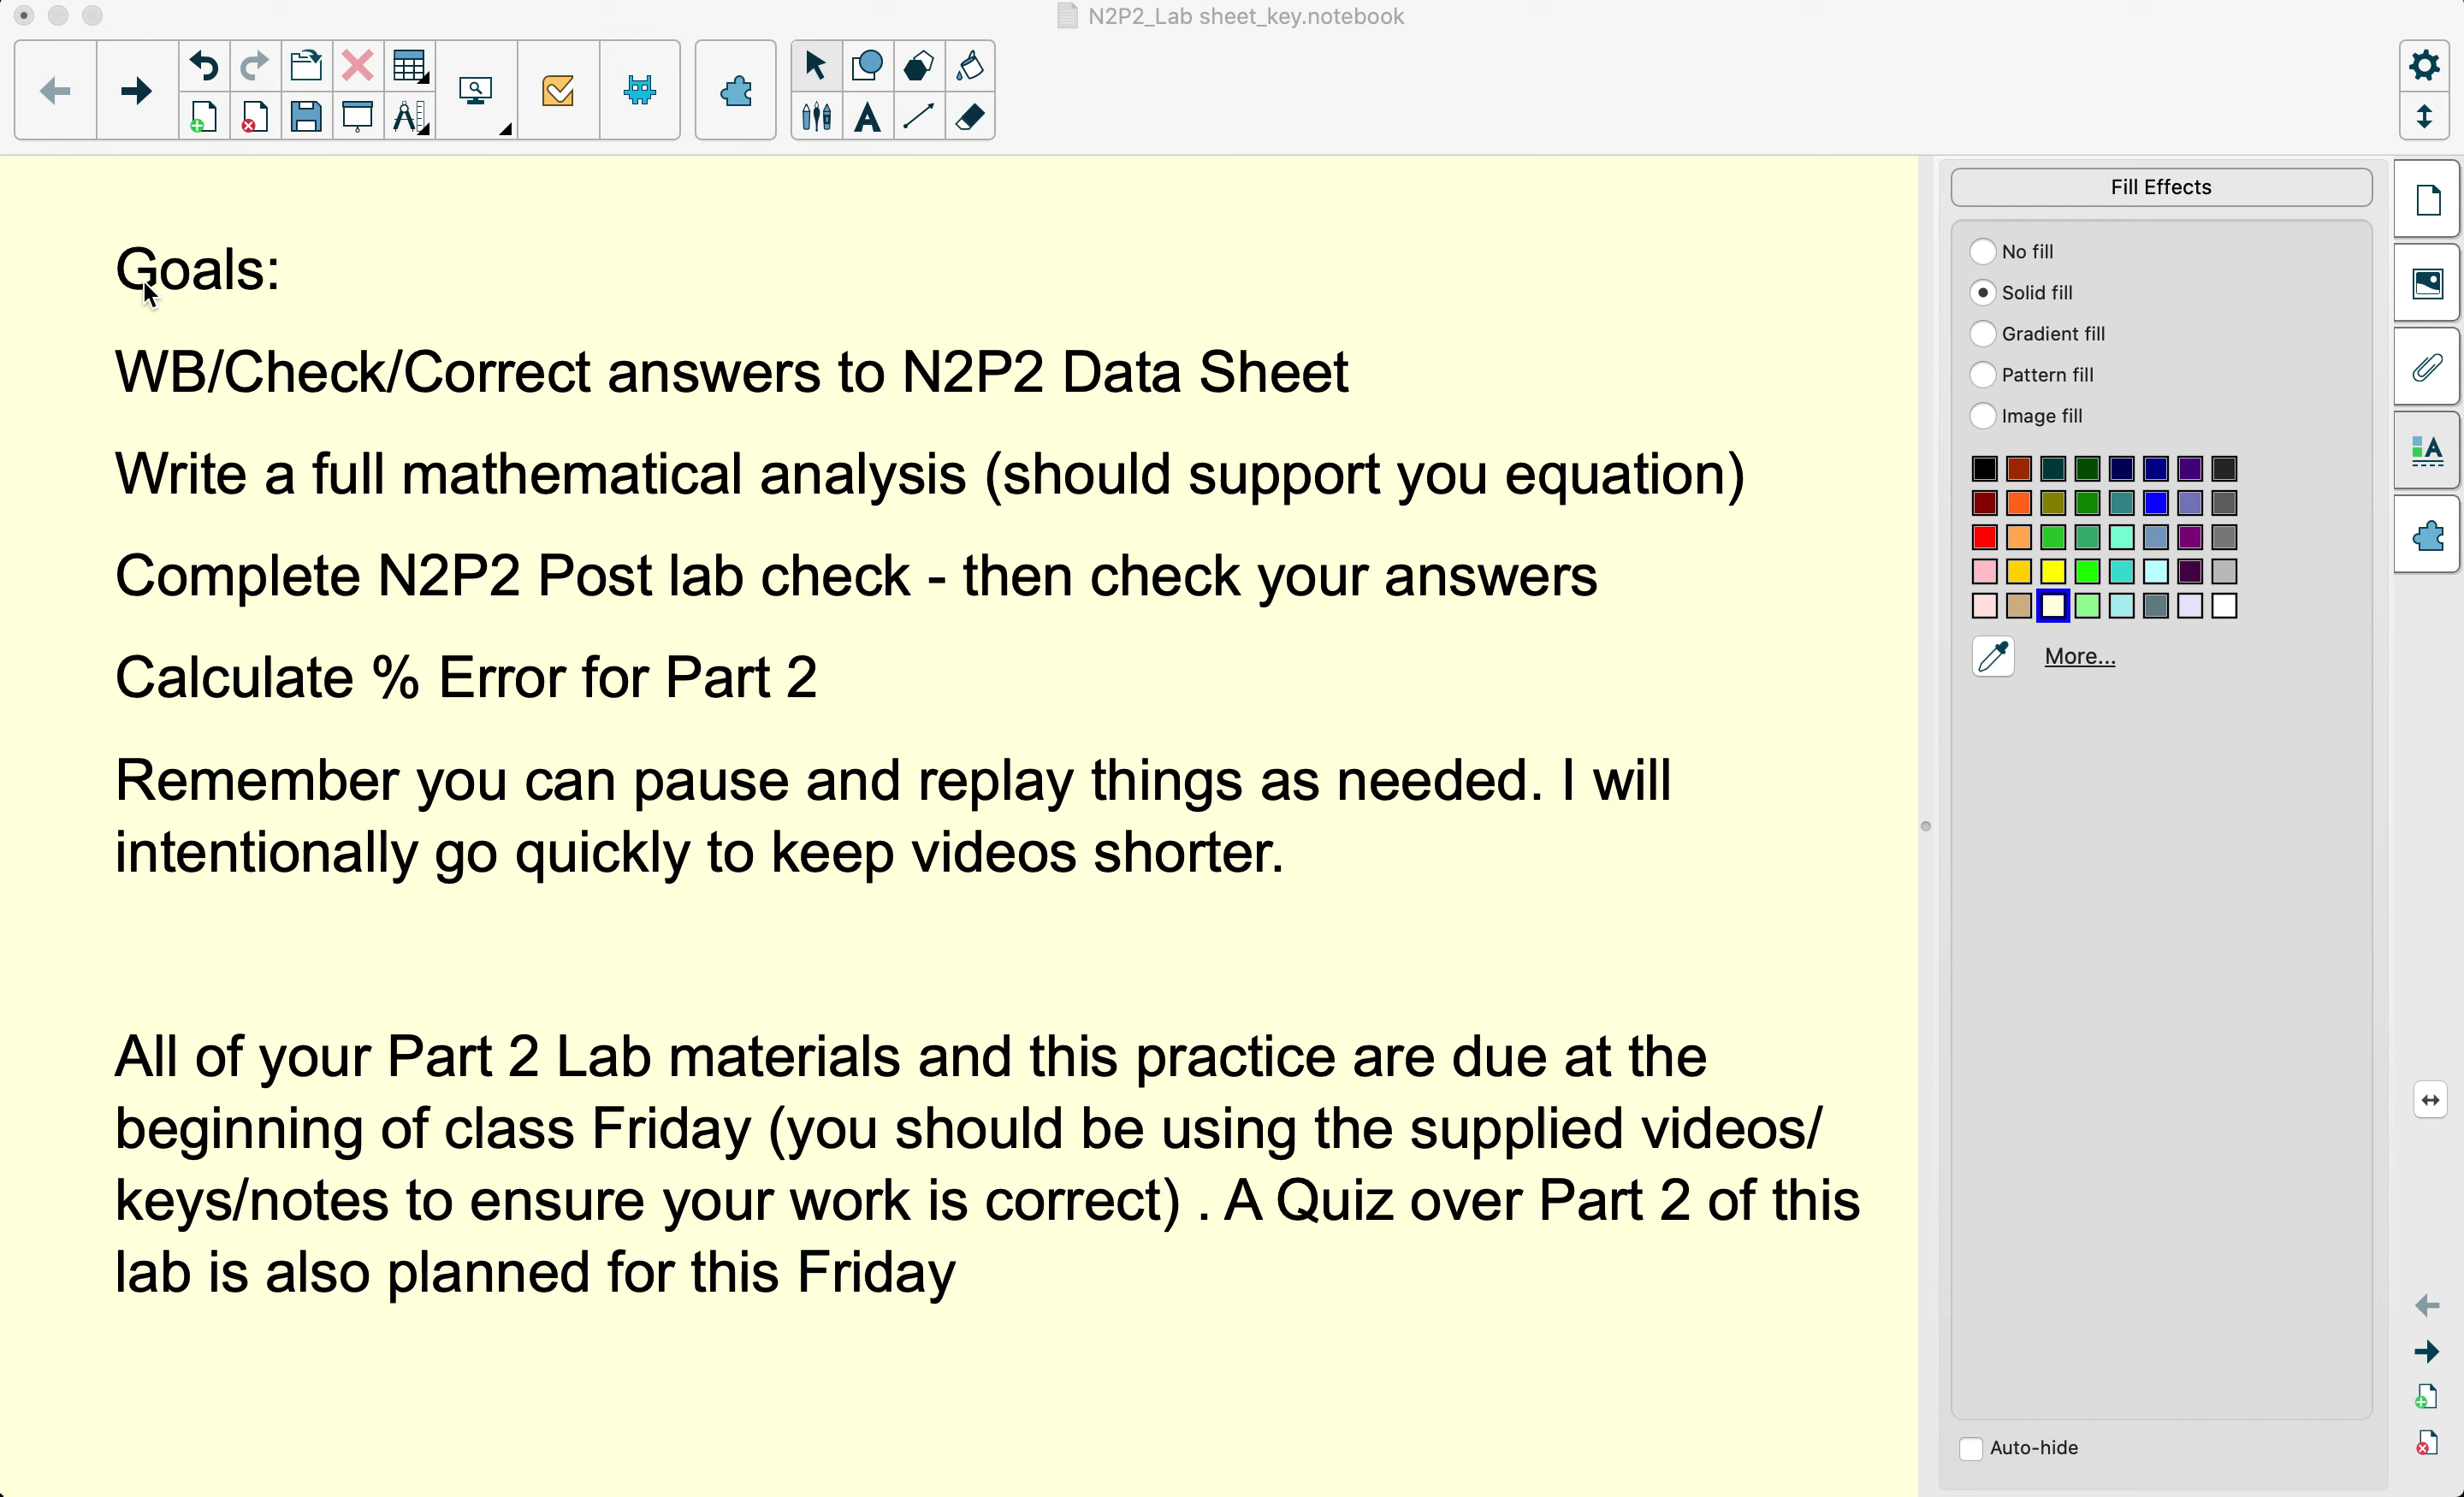 N2P2_Lab sheet_key.notebook
Goals:
WB/Check/Correct answers to N2P2 Data Sheet
Write a full mathematical analysis (should support you equation)
Complete N2P2 Post lab check - then check your answers
Calculate % Error for Part 2
Remember you can pause and replay things as needed. I will
intentionally go quickly to keep videos shorter.
All of your Part 2 Lab materials and this practice are due at the
beginning of class Friday (you should be using the supplied videos/
keys/notes to ensure your work is correct) . A Quiz over Part 2 of this
lab is also planned for this Friday
Fill Effects
No fill
Solid fill
Gradient fill
Pattern fill
Image fill
More...
Auto-hide